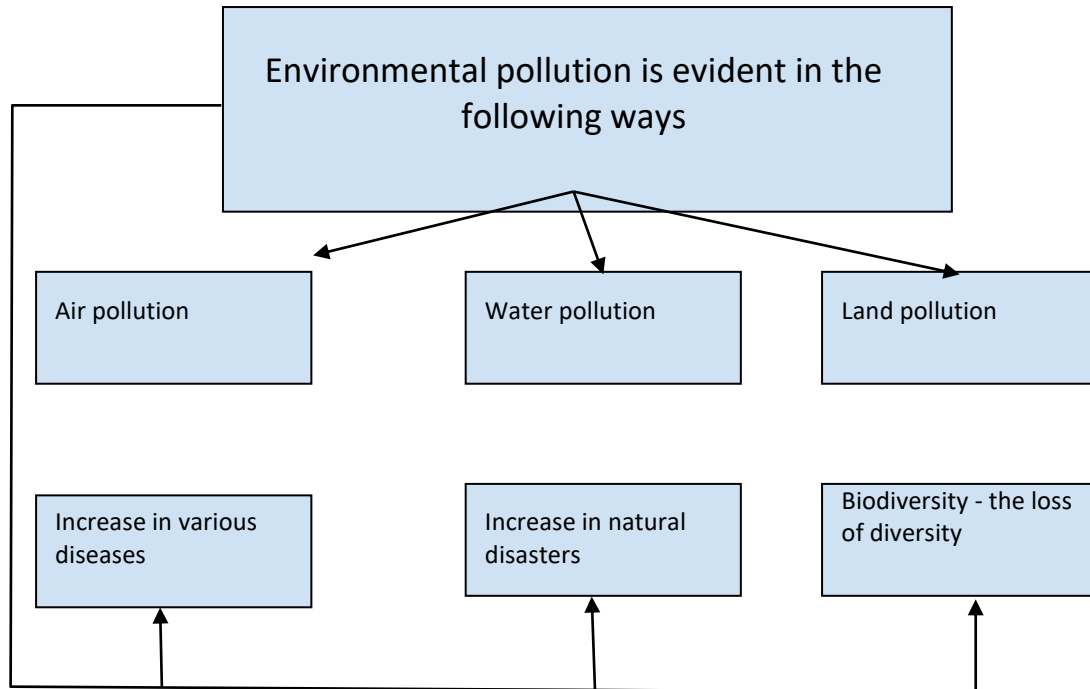 Environmental pollution is evident in the
following ways
Air pollution
Water pollution
Land pollution
Increase in various
diseases
Increase in natural
disasters
Biodiversity - the loss
of diversity